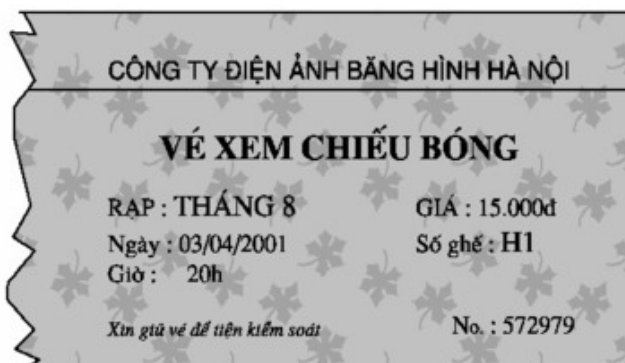 CÔNG TY ĐIỆN ẢNH BĂNG HÌNH HÀ NỘI
VÉ XEM CHIẾU BÓNG
RẠP : THÁNG 8 GIÁ : 15.000đ
Ngày : 03/04/2001 Số ghế : H1
Giờ : 20h
Xin giữ vé để tiện kiểm soát No. : 572979